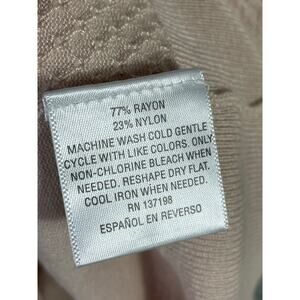 77% RAYON
23% NYLON
MACHINE WASH COLD GENTLE
CYCLE WITH LIKE COLORS. ONLY
NON-CHLORINE BLEACH WHEN
NEEDED. RESHAPE DRY FLAT.
COOL IRON WHEN NEEDED.
RN 137198
ESPAÑOL EN REVERSO